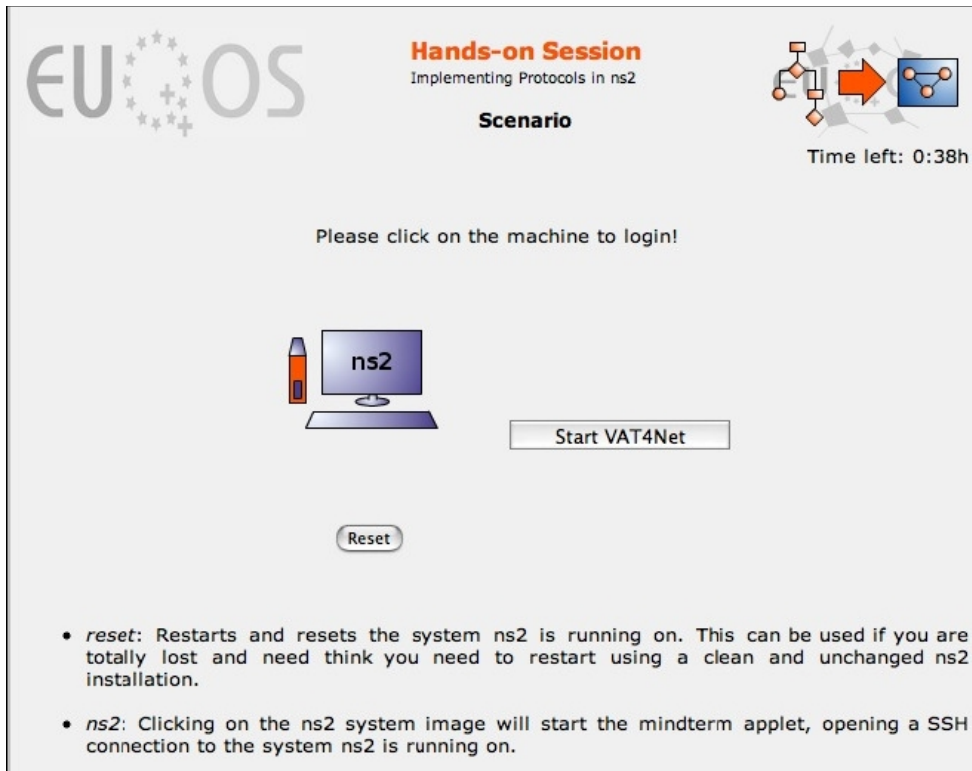 EUQOS
Hands-on Session
Implementing Protocols in ns2
Scenario
Time left: 0:38h
Please click on the machine to login!
ns2
Start VAT4Net
Reset
• reset: Restarts and resets the system ns2 is running on. This can be used if you are
totally lost and need think you need to restart using a clean and unchanged ns2
installation.
• ns2: Clicking on the ns2 system image will start the mindterm applet, opening a SSH
connection to the system ns2 is running on.